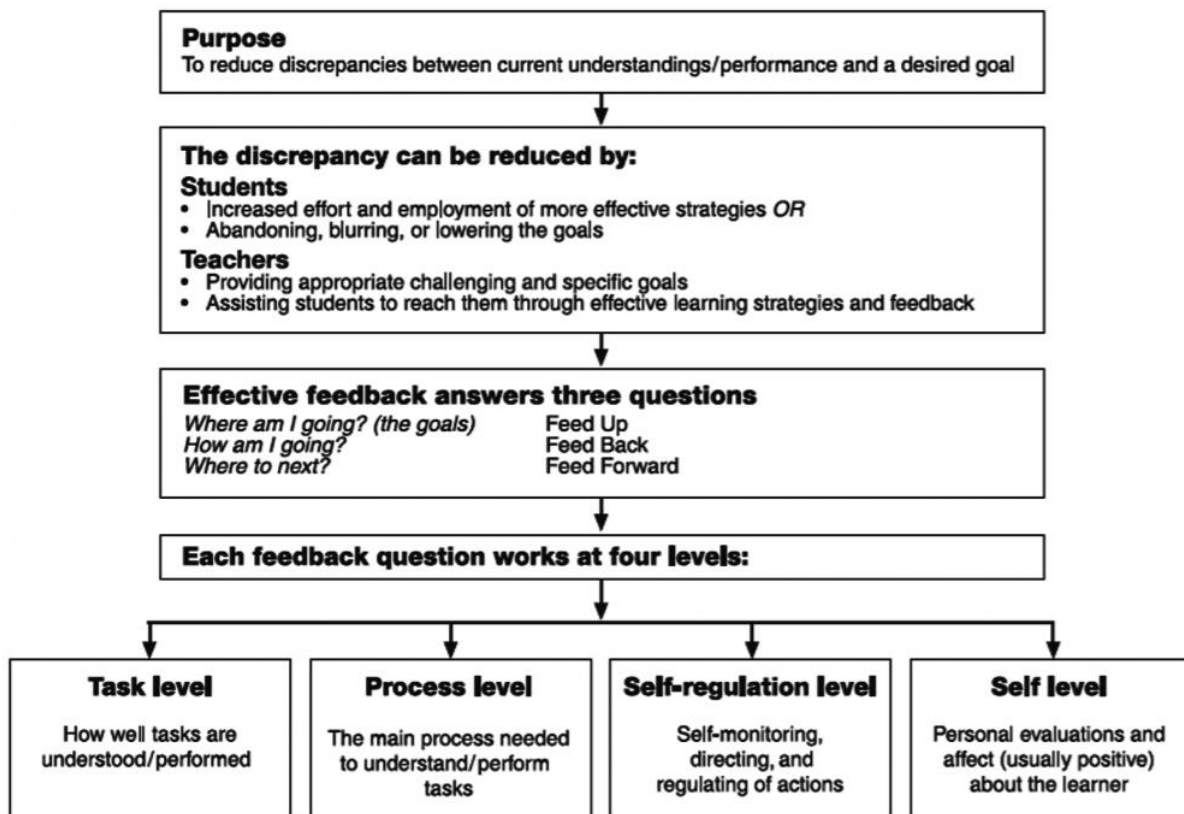 Purpose
To reduce discrepancies between current understandings/performance and a desired goal
The discrepancy can be reduced by:
Students
• Increased effort and employment of more effective strategies OR
• Abandoning, blurring, or lowering the goals
Teachers
• Providing appropriate challenging and specific goals
• Assisting students to reach them through effective learning strategies and feedback
Effective feedback answers three questions
Where am I going? (the goals) Feed Up
How am I going? Feed Back
Where to next? Feed Forward
Each feedback question works at four levels:
Task level
How well tasks are
understood/performed
Process level
The main process needed
to understand/perform
tasks
Self-regulation level
Self-monitoring,
directing, and
regulating of actions
Self level
Personal evaluations and
affect (usually positive)
about the learner